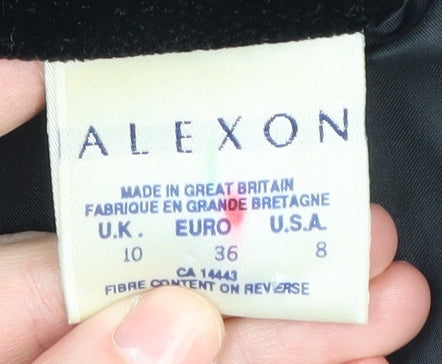 ALEXON
MADE IN GREAT BRITAIN
FABRIQUE EN GRANDE BRETAGNE
U.K. EURO U.S.A.
10 36 8
CA 14443
FIBRE CONTENT ON REVERSE